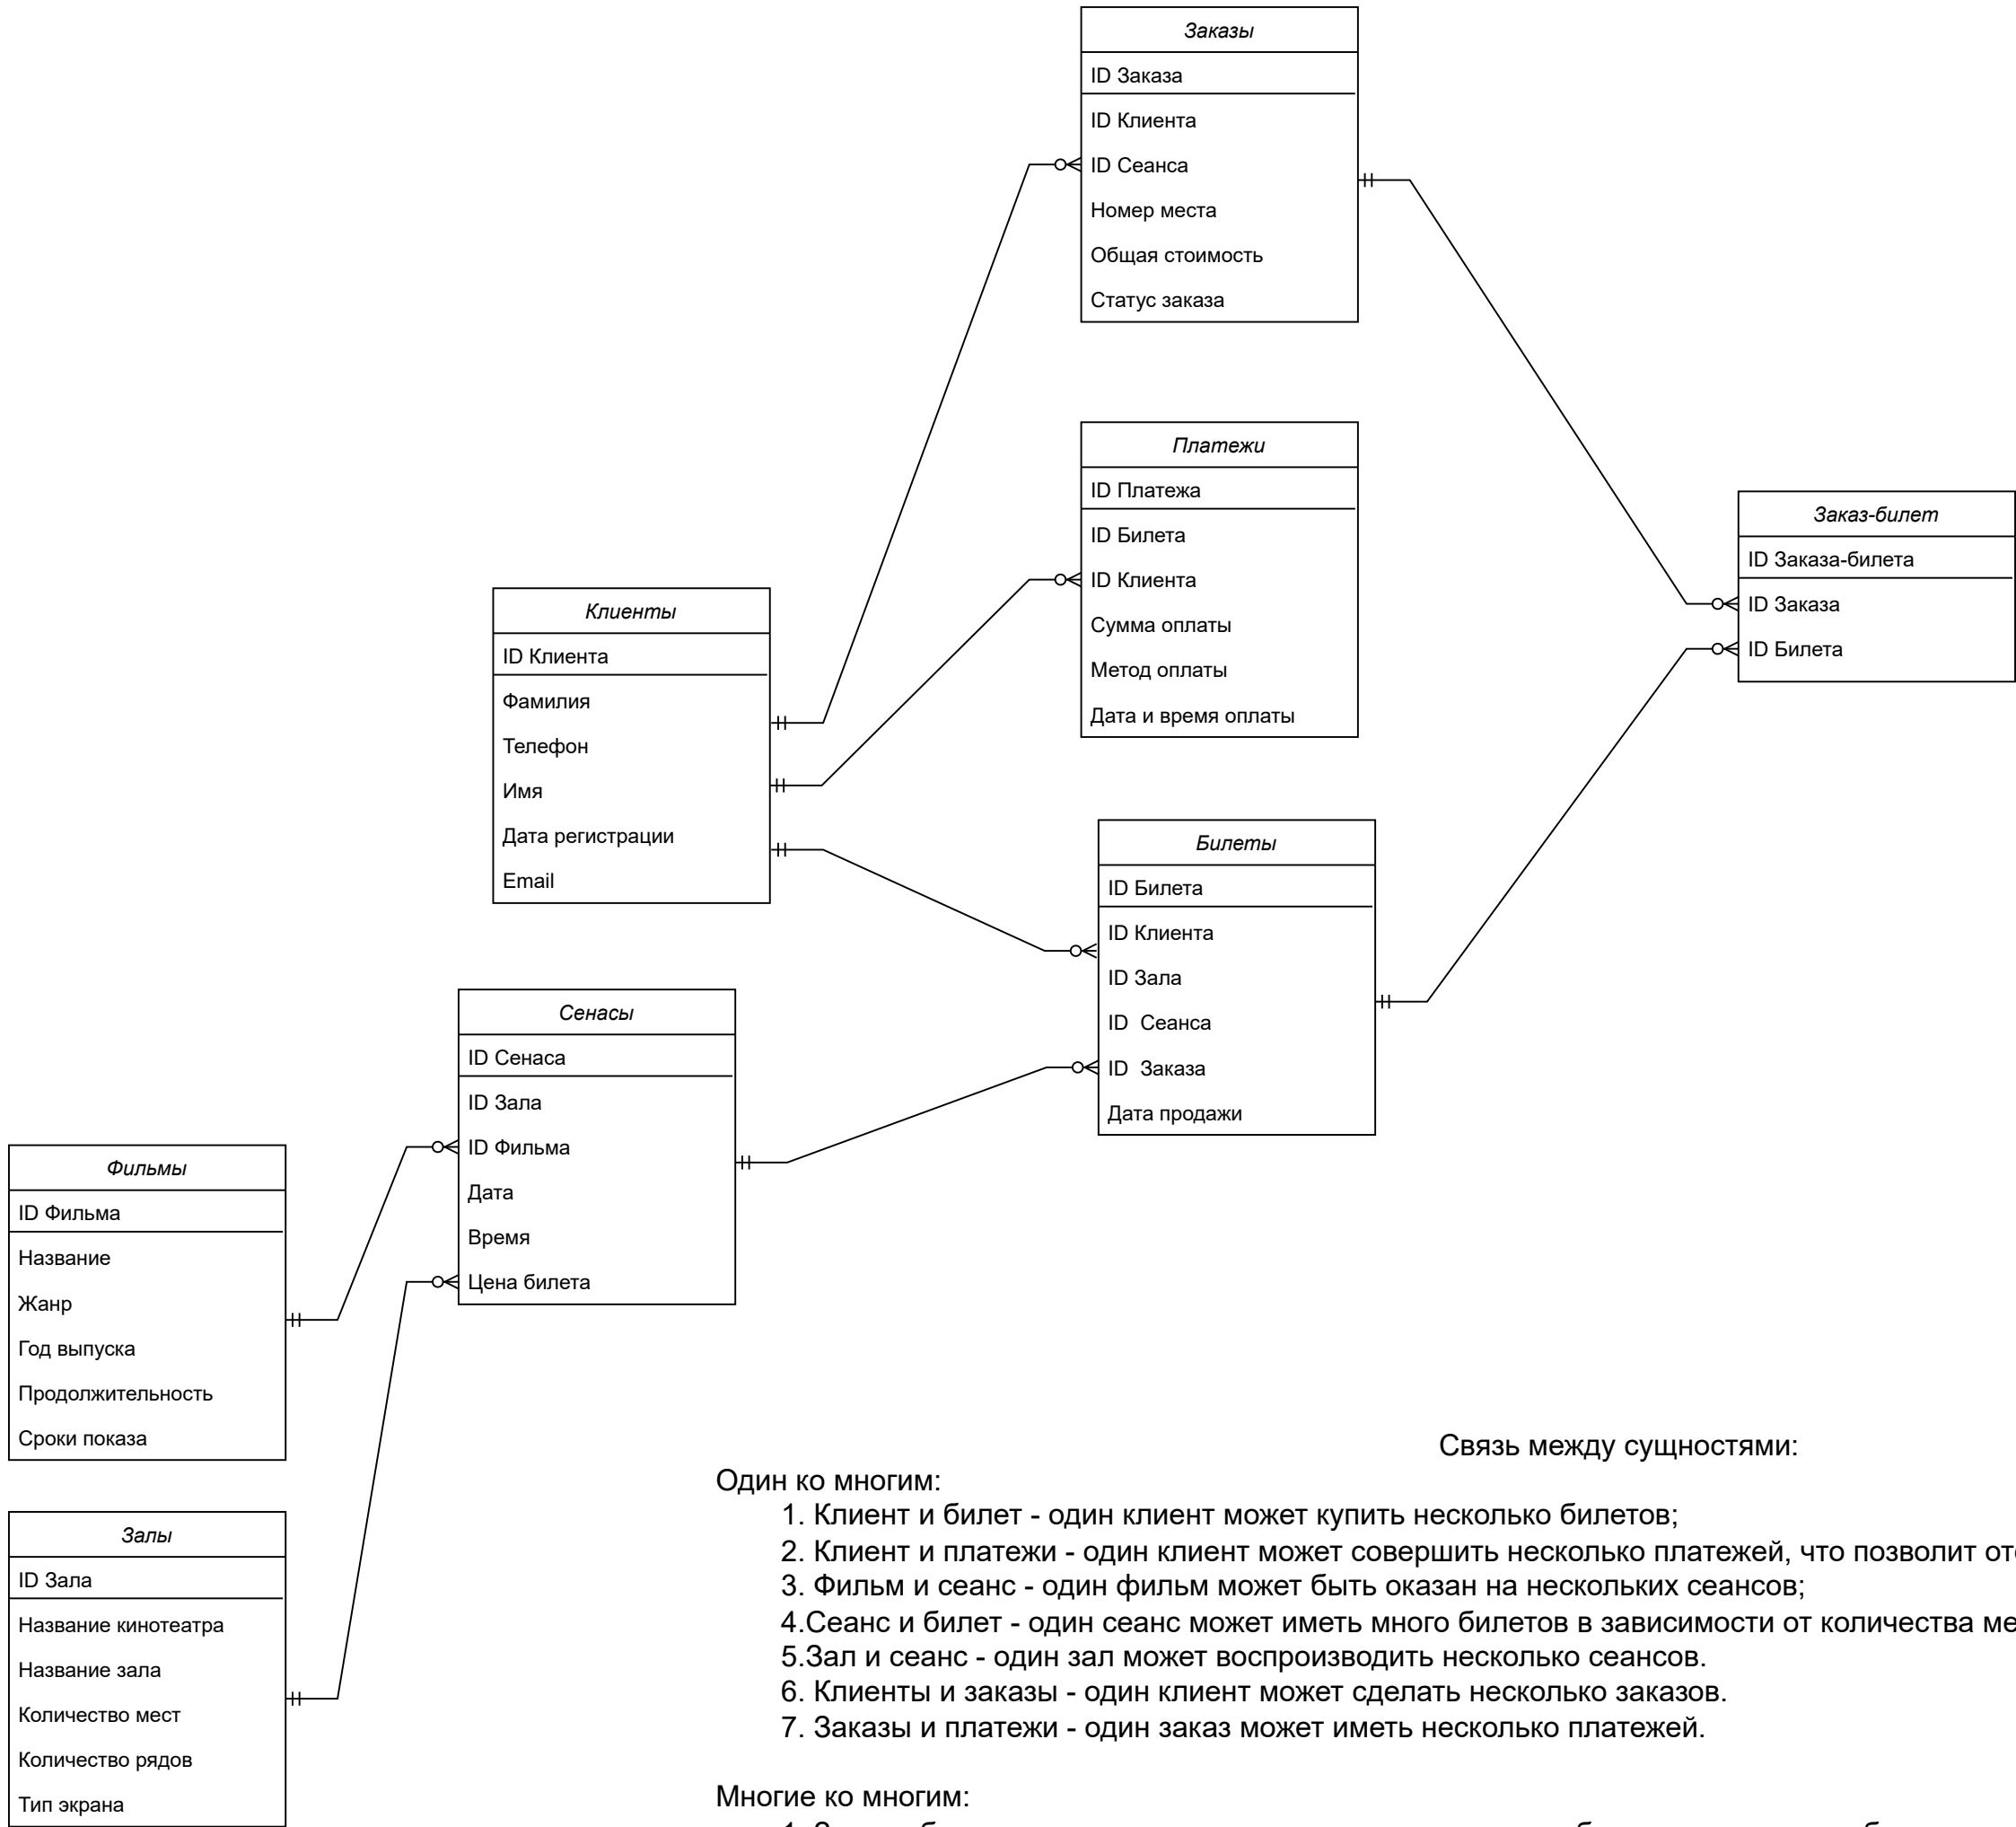 Заказы
ID Заказа
ID Клиента
ID Сеанса
Номер места
Общая стоимость
Статус заказа
Платежи
ID Платежа
ID Билета
ID Клиента
Сумма оплаты
Метод оплаты
Дата и время оплаты
Заказ-билет
ID Заказа-билета
ID Заказа
ID Билета
Клиенты
ID Клиента
Фамилия
Телефон
Имя
Дата регистрации
Email
Билеты
ID Билета
ID Клиента
ID Зала
ID Сеанса
ID Заказа
Дата продажи
Сенасы
ID Сенаса
ID Зала
ID Фильма
Дата
Время
Цена билета
Фильмы
ID Фильма
Название
Жанр
Год выпуска
Продолжительность
Сроки показа
Залы
ID Зала
Название кинотеатра
Название зала
Количество мест
Количество рядов
Тип экрана
Связь между сущностями:
Один ко многим:
1. Клиент и билет - один клиент может купить несколько билетов;
2. Клиент и платежи - один клиент может совершить несколько платежей, что позволит
3. Фильм и сеанс - один фильм может быть оказан на нескольких сеансов;
4.Сеанс и билет - один сеанс может иметь много билетов в зависимости от количества
5.Зал и сеанс - один зал может воспроизводить несколько сеансов.
6. Клиенты и заказы - один клиент может сделать несколько заказов.
7. Заказы и платежи - один заказ может иметь несколько платежей.
Многие ко многим: